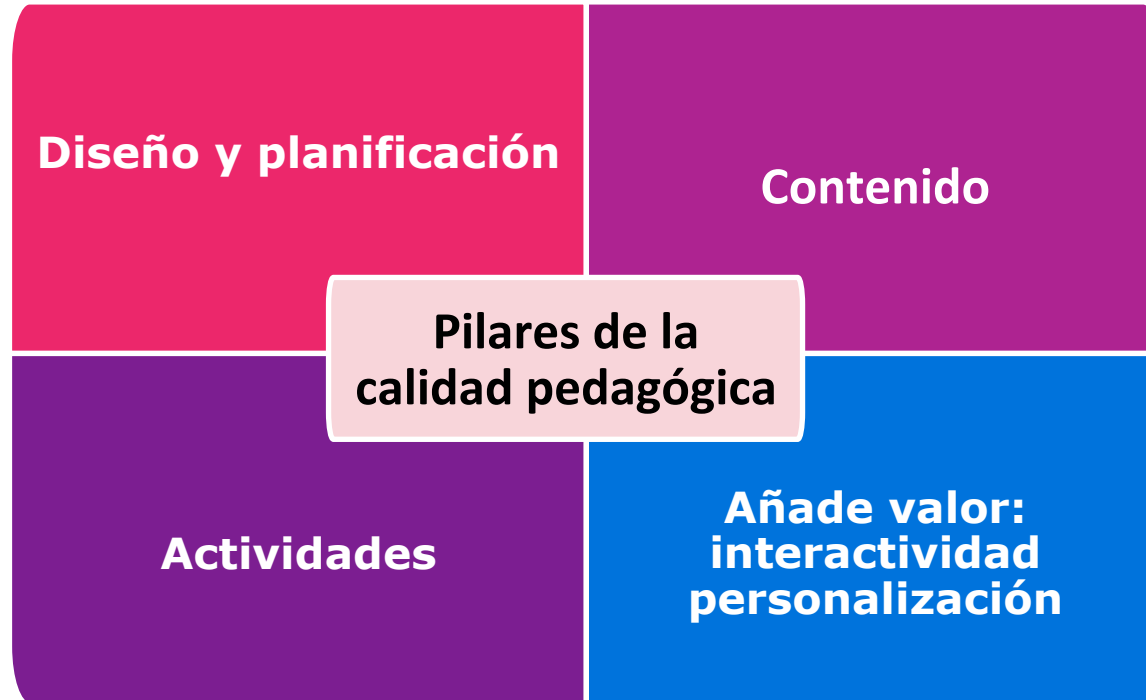 Diseño y planificación
Contenido
Pilares de la
calidad pedagógica
Actividades
Añade valor:
interactividad
personalización